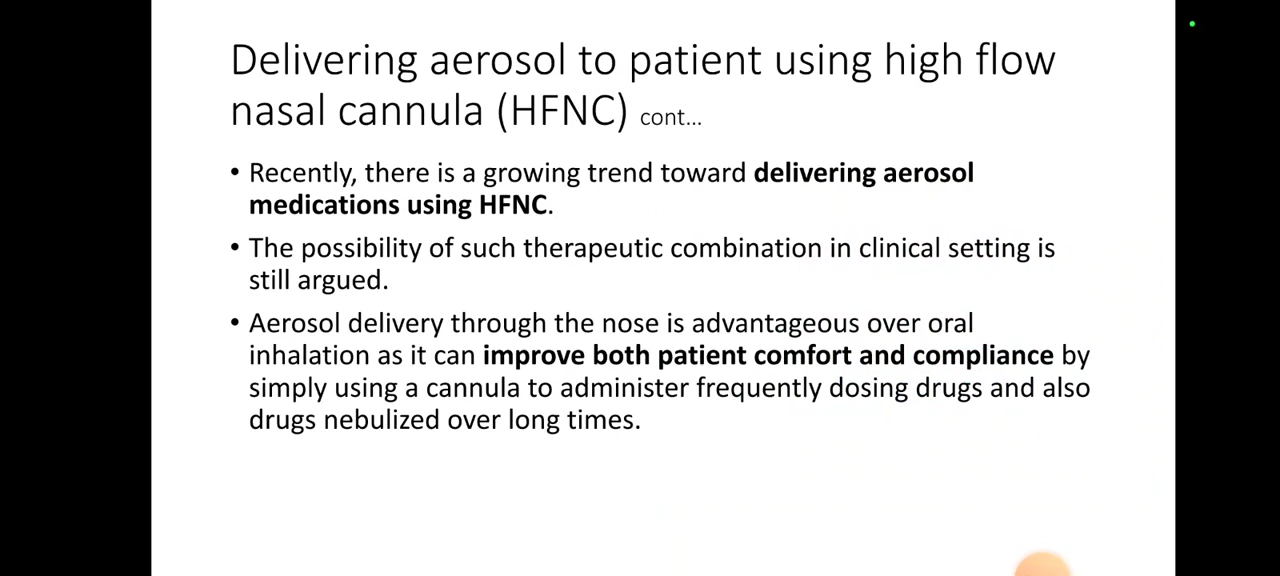 Delivering aerosol to patient using high flow
nasal cannula (HFNC) cont...
• Recently, there is a growing trend toward delivering aerosol
medications using HFNC.
• The possibility of such therapeutic combination in clinical setting is
still argued.
• Aerosol delivery through the nose is advantageous over oral
inhalation as it can improve both patient comfort and compliance by
simply using a cannula to administer frequently dosing drugs and also
drugs nebulized over long times.